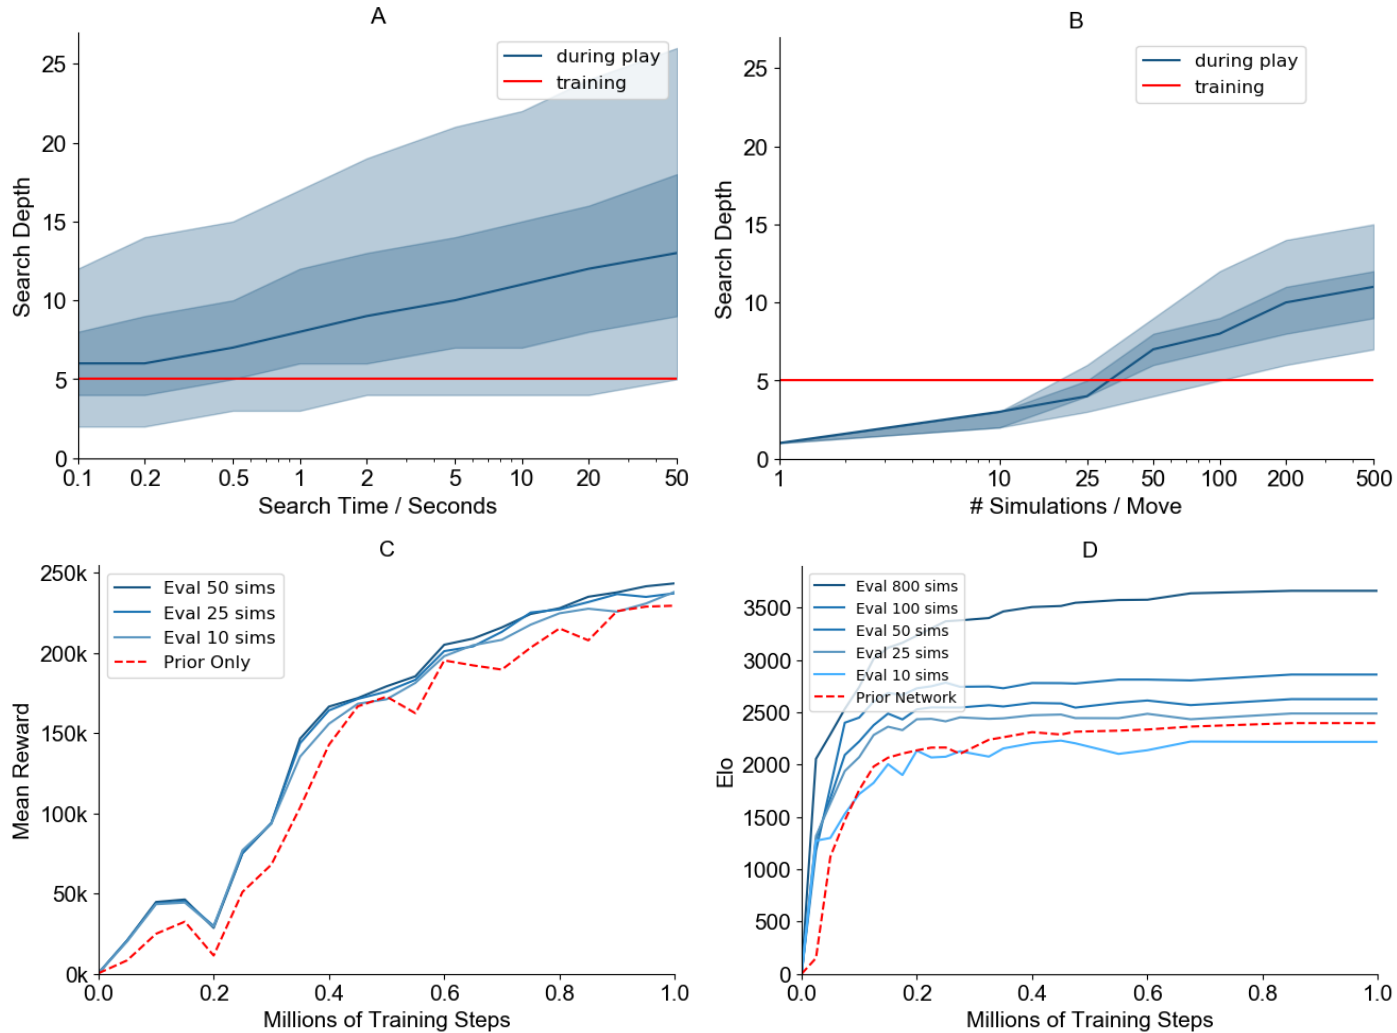 A
Search Depth
25
20
15
10
5
0
during play
training
0.1 0.2 0.5 1 2 5 10 20 50
Search Time / Seconds
B
Search Depth
25
20
15
10
5
0
during play
training
1 10 25 50 100 200 500
# Simulations / Move
C
Mean Reward
250k
200k
150k
100k
50k
0k
Eval 50 sims
Eval 25 sims
Eval 10 sims
Prior Only
0.0 0.2 0.4 0.6 0.8 1.0
Millions of Training Steps
D
Elo
3500
3000
2500
2000
1500
1000
500
0
Eval 800 sims
Eval 100 sims
Eval 50 sims
Eval 25 sims
Eval 10 sims
Prior Network
0.0 0.2 0.4 0.6 0.8 1.0
Millions of Training Steps